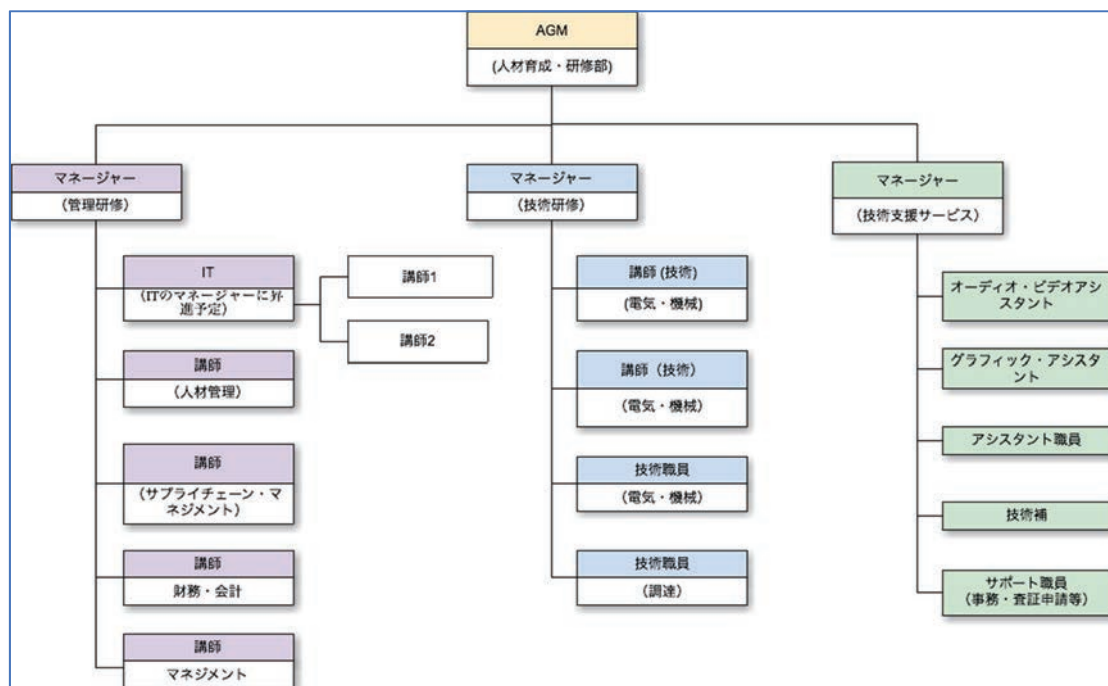 AGM
(人材育成・研修部)
マネージャー
（管理研修）
IT
（ITのマネージャーに昇
進予定）
講師1
講師2
講師
（人材管理）
講師
（サプライチェーン・マ
ネジメント）
講師
財務・会計
講師
マネジメント
マネージャー
（技術研修）
講師 (技術)
(電気・機械)
講師（技術）
（電気・機械）
技術職員
（電気・機械）
技術職員
（調達）
マネージャー
（技術支援サービス）
オーディオ・ビデオアシ
スタント
グラフィック・アシスタ
ント
アシスタント職員
技術補
サポート職員
（事務・査証申請等）